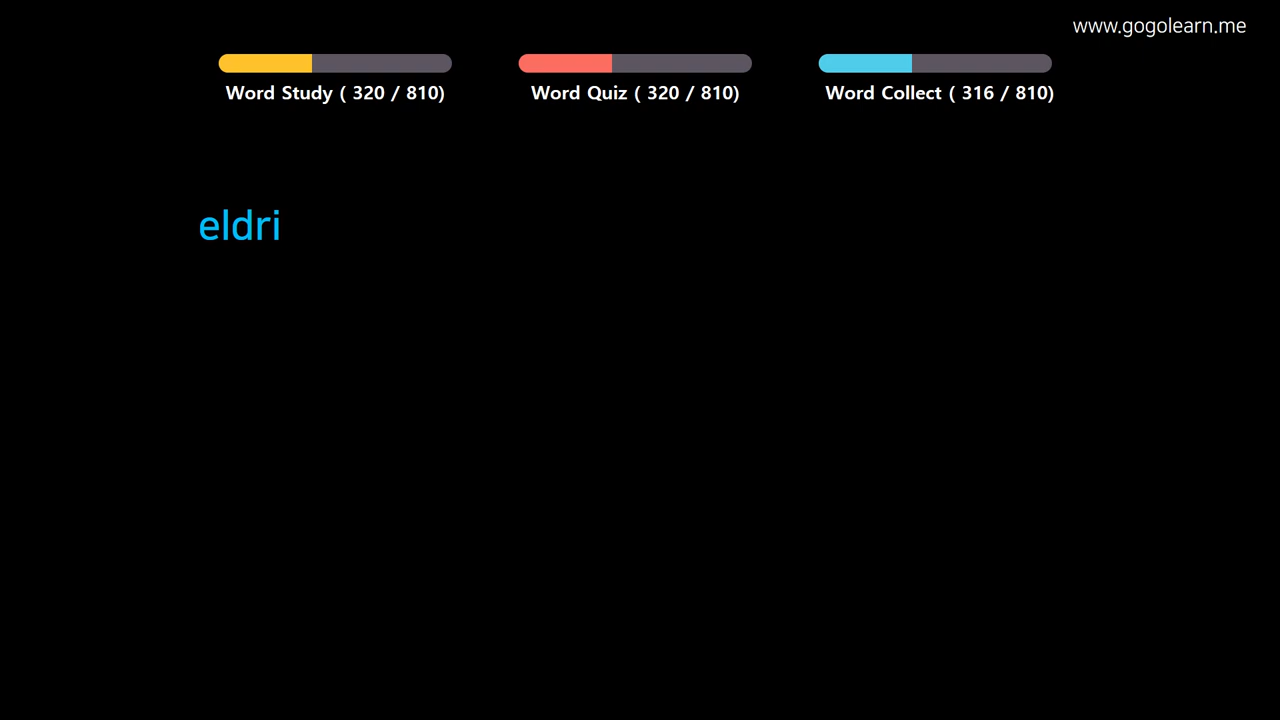 www.gogolearn.me
Word Study ( 320 / 810)
Word Quiz ( 320 / 810)
Word Collect ( 316 / 810)
eldri